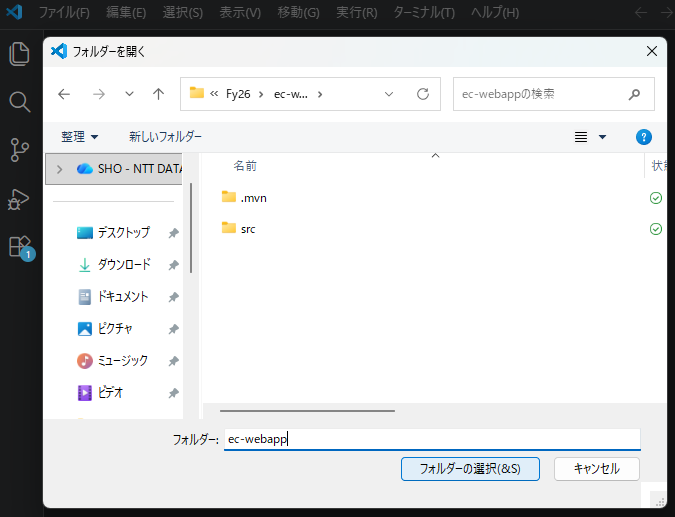 ファイル(F) 編集(E) 選択(S) 表示(V) 移動(G) 実行(R) ターミナル(T) ヘルプ(H)
フォルダーを開く
« Fy26 › ec-w... ›
ec-webappの検索
整理 新しいフォルダー
SHO - NTT DATA
名前
状態
.mvn
src
デスクトップ
ダウンロード
ドキュメント
ピクチャ
ミュージック
ビデオ
1
フォルダー: ec-webapp
フォルダーの選択(&S) キャンセル